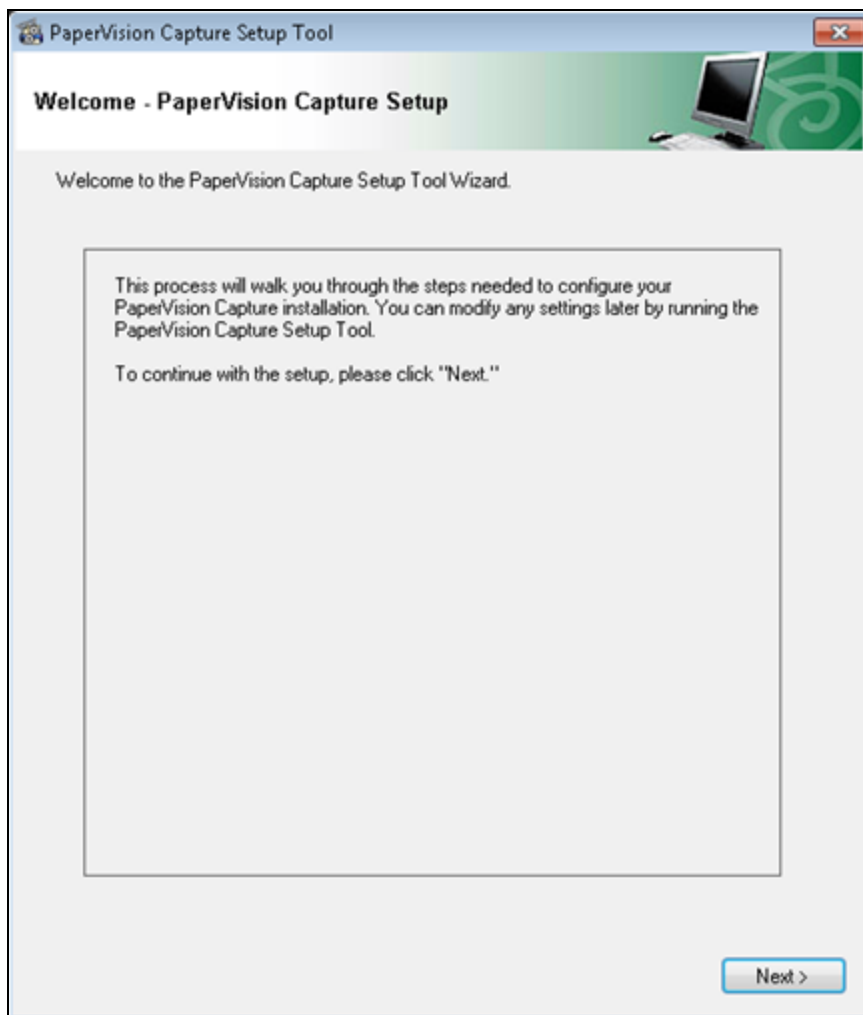 PaperVision Capture Setup Tool
Welcome - PaperVision Capture Setup
Welcome to the PaperVision Capture Setup Tool Wizard.
This process will walk you through the steps needed to configure your
PaperVision Capture installation. You can modify any settings later by running the
PaperVision Capture Setup Tool.
To continue with the setup, please click "Next."
Next >